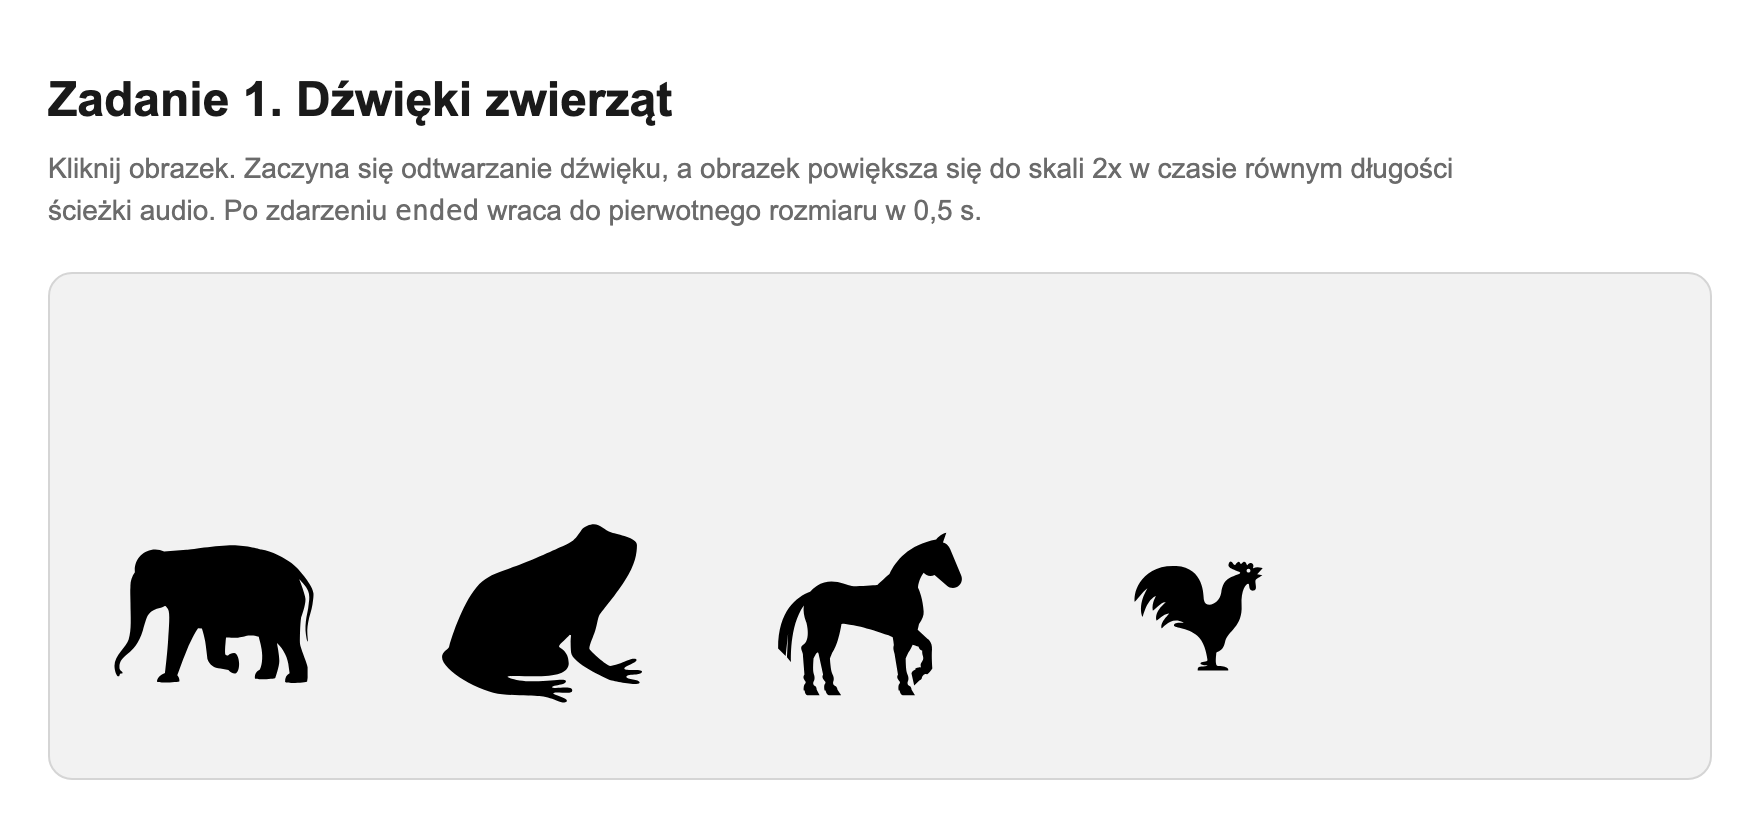 Zadanie 1. Dźwięki zwierząt
Kliknij obrazek. Zaczyna się odtwarzanie dźwięku, a obrazek powiększa się do skali 2x w czasie równym długości
ścieżki audio. Po zdarzeniu ended wraca do pierwotnego rozmiaru w 0,5 s.